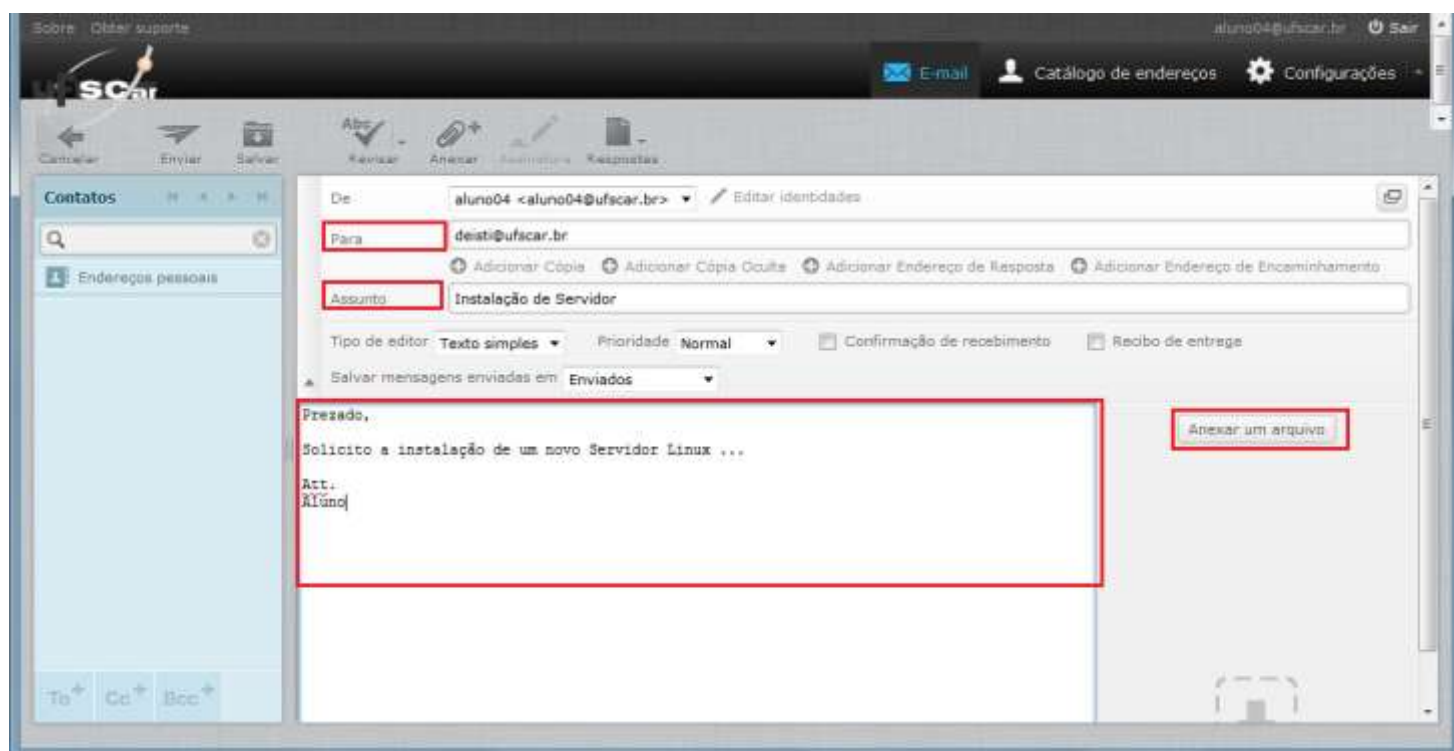 Sobre Obter suporte aluno04@ufscar.br Sair
ufscar
E-mail Catálogo de endereços Configurações
Abc
Cancelar Enviar Salvar Revisar Anexar Assinatura Respostas
Contatos
Endereços pessoais
De aluno04 <aluno04@ufscar.br> Editar identidades
Para deisti@ufscar.br
Adicionar Cópia Adicionar Cópia Oculta Adicionar Endereço de Resposta Adicionar Endereço de Encaminhamento
Assunto Instalação de Servidor
Tipo de editor Texto simples Prioridade Normal Confirmação de recebimento Recibo de entrega
Salvar mensagens enviadas em Enviados
Prezado,
Solicito a instalação de um novo Servidor Linux ...
Att.
Aluno
Anexar um arquivo
To+ Cc+ Bcc+